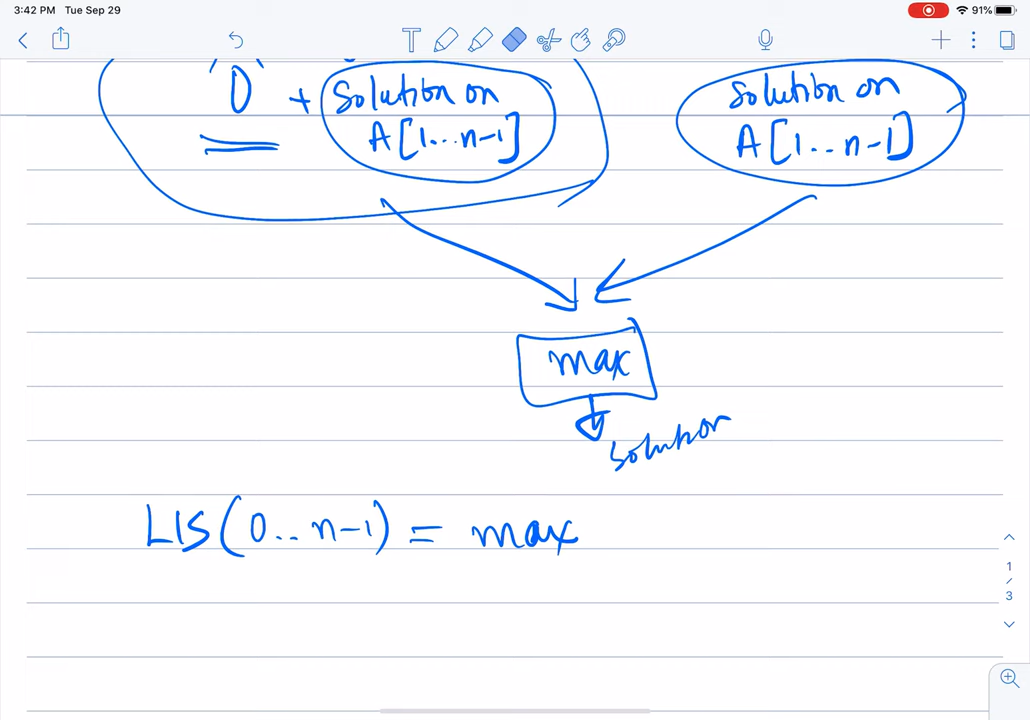 3:42 PM Tue Sep 29
91%
'0' + Solution on A[1...n-1]
Solution on A[1..n-1]
max
solution
LIS(0..n-1) = max
1
/
3